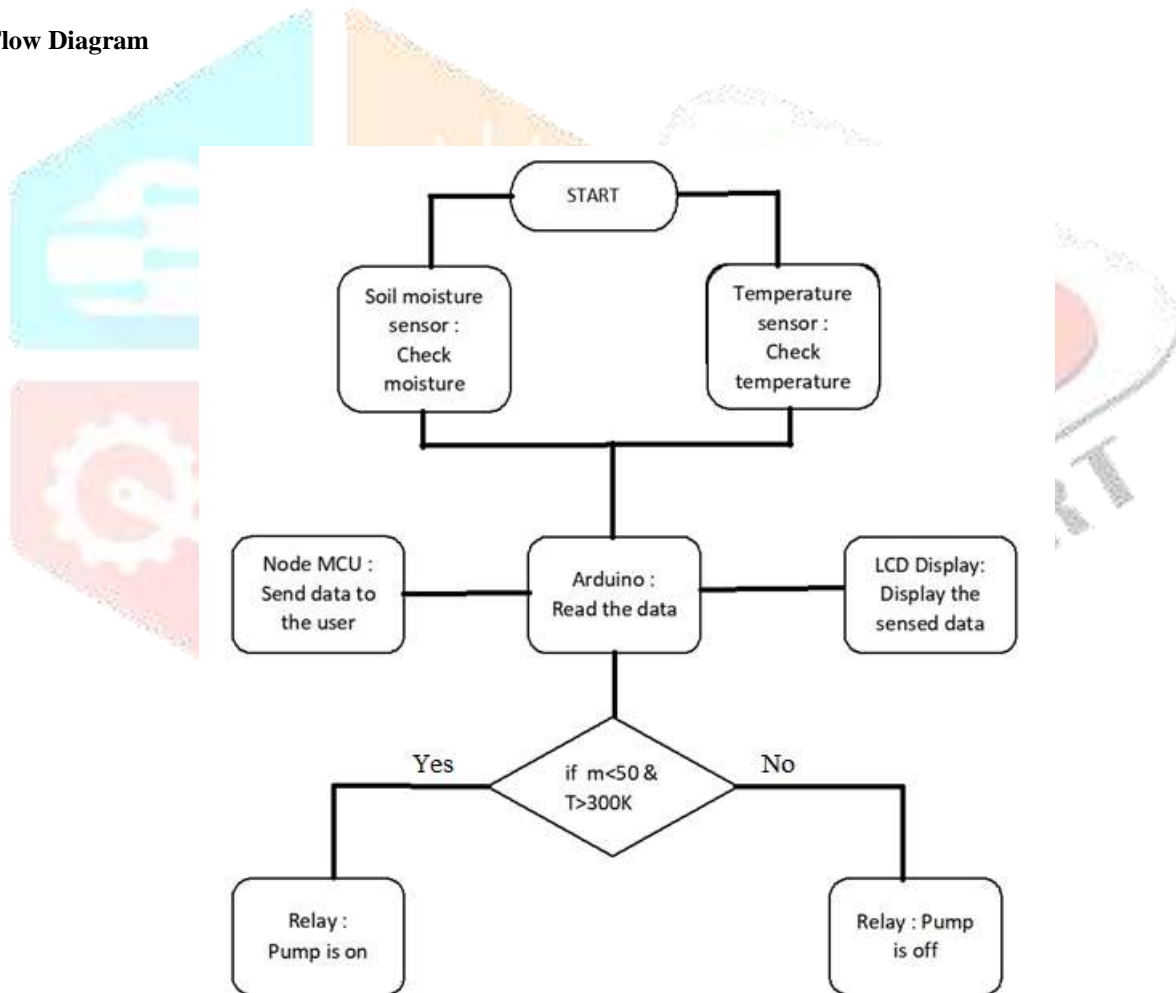 low Diagram
START
Soil moisture
sensor :
Check
moisture
Temperature
sensor :
Check
temperature
Node MCU :
Send data to
the user
Arduino :
Read the data
LCD Display:
Display the
sensed data
Yes
if m<50 &
T>300K
No
Relay :
Pump is on
Relay : Pump
is off